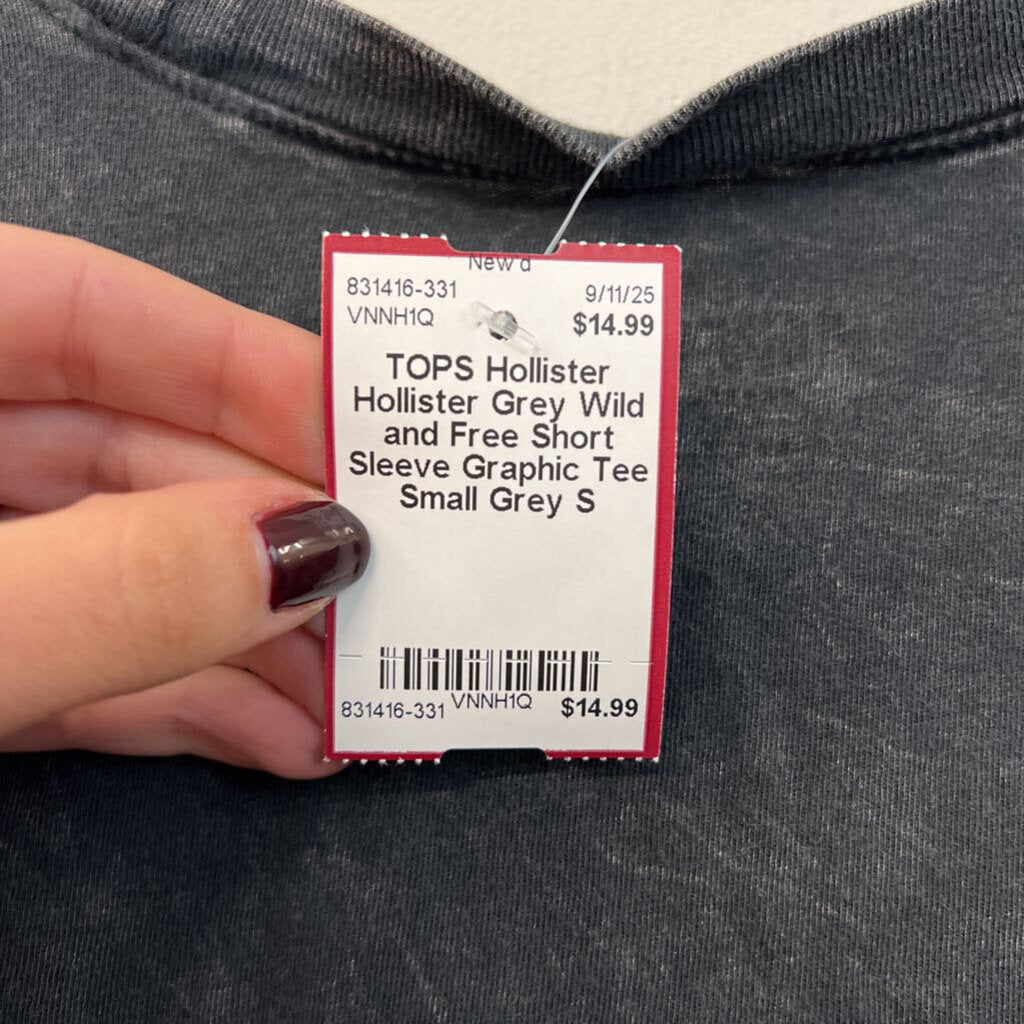 New'd
831416-331 9/11/25
VNNH1Q $14.99
TOPS Hollister
Hollister Grey Wild
and Free Short
Sleeve Graphic Tee
Small Grey S
831416-331 VNNH1Q $14.99